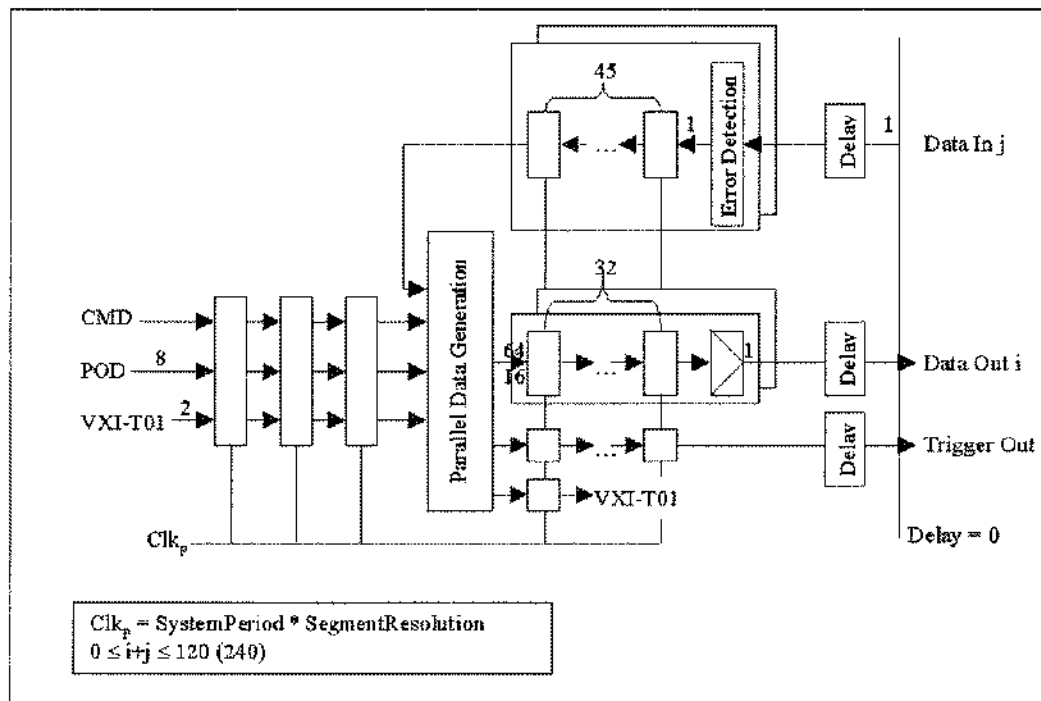 45
1
Error Detection
Delay
1
Data In j
32
CMD
POD
8
VXI-T01
2
Parallel Data Generation
64
16
...
...
...
1
Delay
Data Out i
Delay
Trigger Out
VXI-T01
Clkp
Delay = 0
Clkp = SystemPeriod * SegmentResolution
0 ≤ i+j ≤ 120 (240)